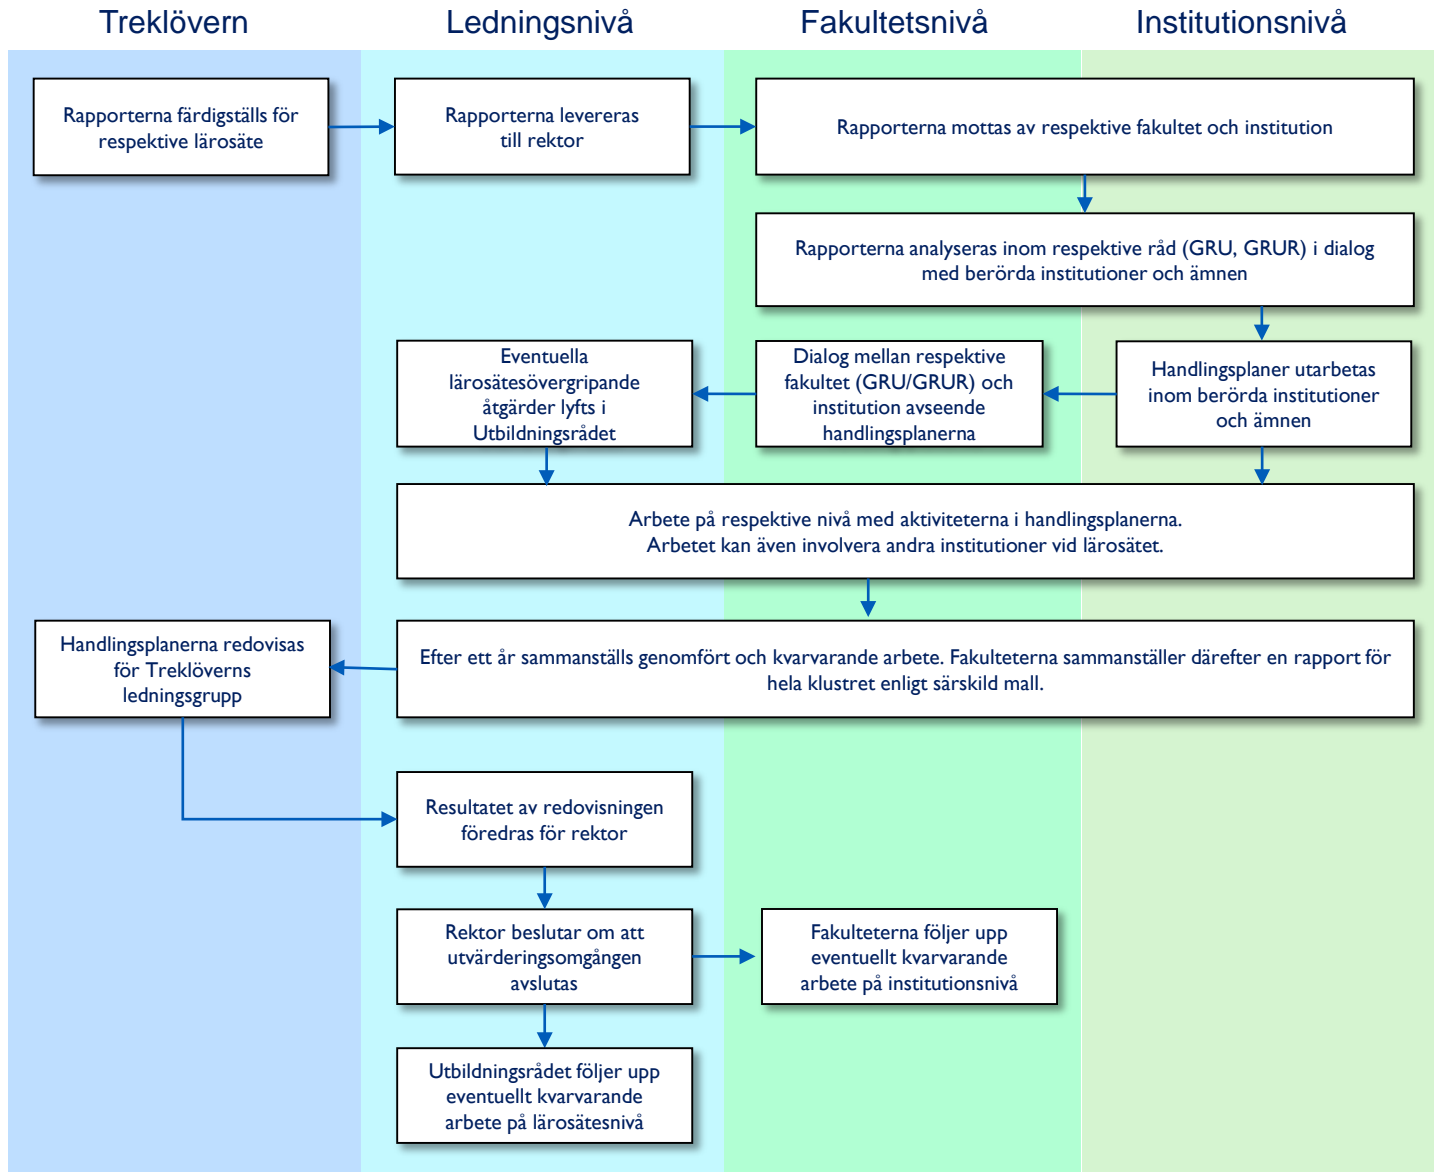 Treklövern
Ledningsnivå
Fakultetsnivå
Institutionsnivå
Rapporterna färdigställs för
respektive lärosäte
Rapporterna levereras
till rektor
Rapporterna mottas av respektive fakultet och institution
Rapporterna analyseras inom respektive råd (GRU, GRUR) i dialog
med berörda institutioner och ämnen
Eventuella
lärosätesövergripande
åtgärder lyfts i
Utbildningsrådet
Dialog mellan respektive
fakultet (GRU/GRUR) och
institution avseende
handlingsplanerna
Handlingsplaner utarbetas
inom berörda institutioner
och ämnen
Arbete på respektive nivå med aktiviteterna i handlingsplanerna.
Arbetet kan även involvera andra institutioner vid lärosätet.
Handlingsplanerna redovisas
för Treklöverns
ledningsgrupp
Efter ett år sammanställs genomfört och kvarvarande arbete. Fakulteterna sammanställer därefter en rapport för
hela klustret enligt särskild mall.
Resultatet av redovisningen
föredras för rektor
Rektor beslutar om att
utvärderingsomgången
avslutas
Fakulteterna följer upp
eventuellt kvarvarande
arbete på institutionsnivå
Utbildningsrådet följer upp
eventuellt kvarvarande
arbete på lärosätesnivå